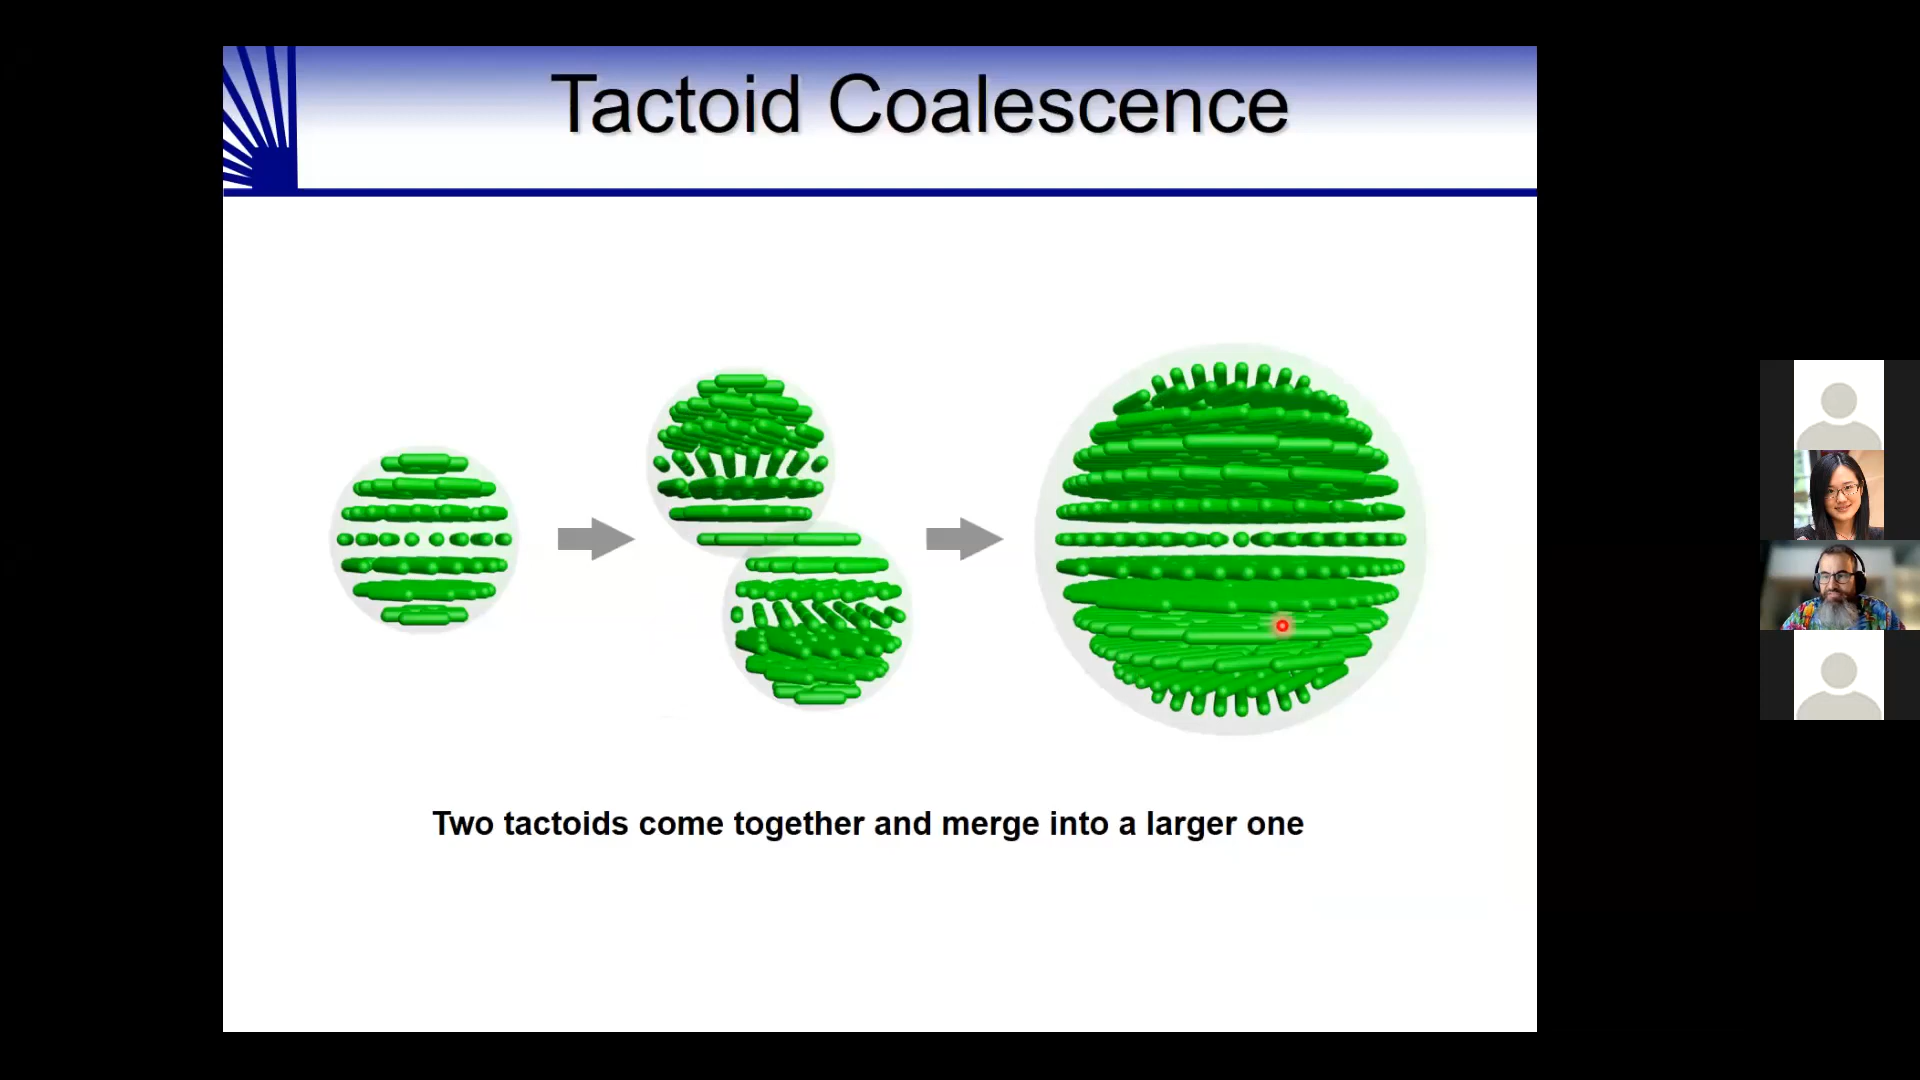 Tactoid Coalescence
Two tactoids come together and merge into a larger one